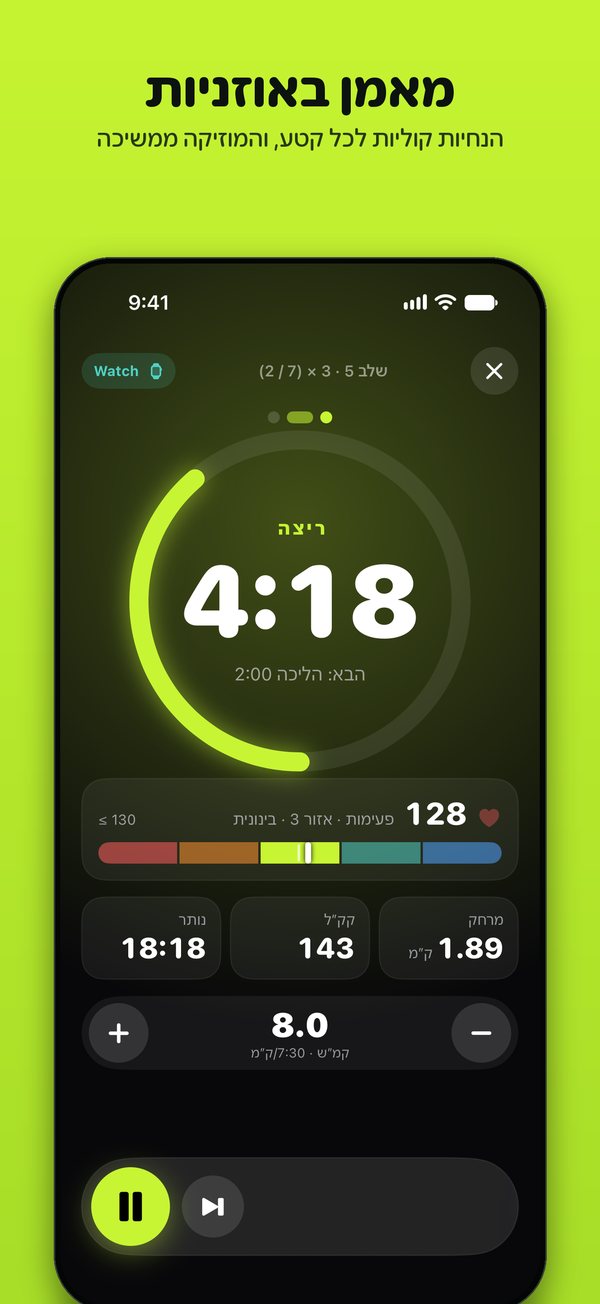 מאמן באוזניות
הנחיות קוליות לכל קטע, והמוזיקה ממשיכה
9:41
שלב 5 · 3 × (7 / 2)
Watch
ריצה
4:18
הבא: הליכה 2:00
128 פעימות · אזור 3 · בינונית
≤ 130
מרחק
1.89 ק״מ
קק״ל
143
נותר
18:18
8.0
קמ״ש · 7:30/ק״מ